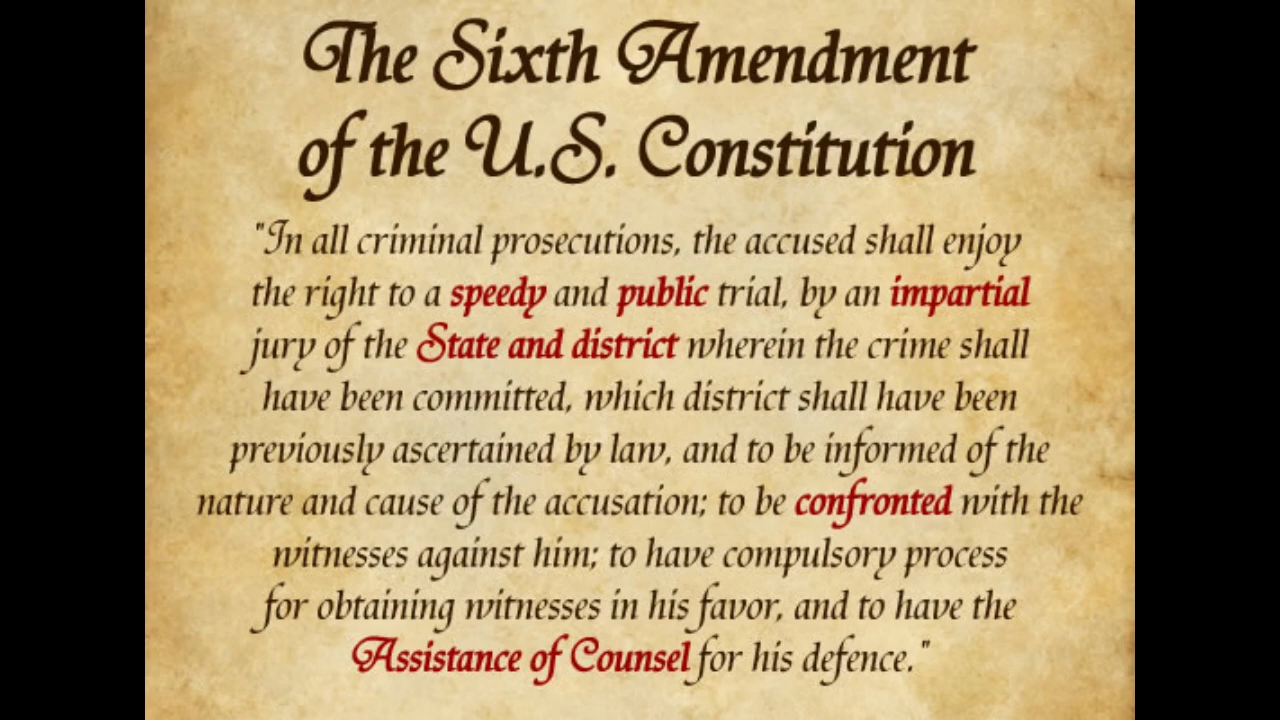 The Sixth Amendment
of the U.S. Constitution
"In all criminal prosecutions, the accused shall enjoy
the right to a speedy and public trial, by an impartial
jury of the State and district wherein the crime shall
have been committed, which district shall have been
previously ascertained by law, and to be informed of the
nature and cause of the accusation; to be confronted with the
witnesses against him; to have compulsory process
for obtaining witnesses in his favor, and to have the
Assistance of Counsel for his defence."